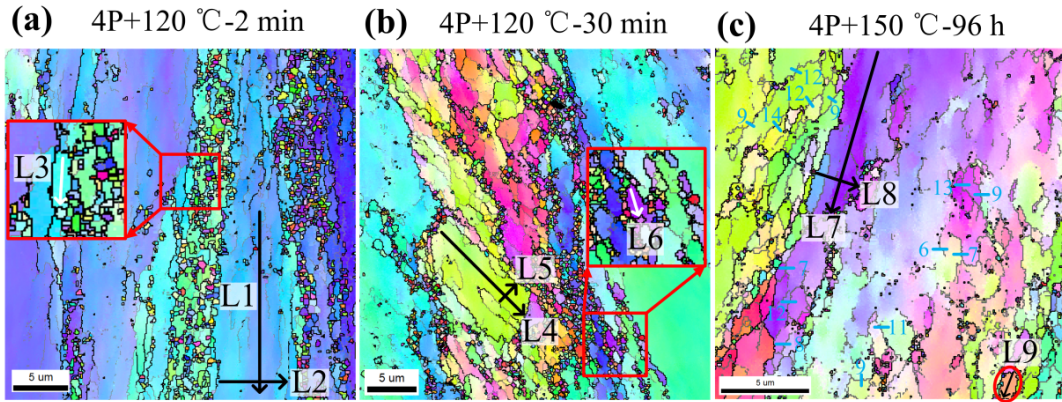 (a) 4P+120 ℃-2 min
(b) 4P+120 ℃-30 min
(c) 4P+150 ℃-96 h
L3
L1
L2
5 um
L6
L5
L4
5 um
12
12
9
9
14
L8
L7
13
9
6
7
7
11
9
L9
5 um